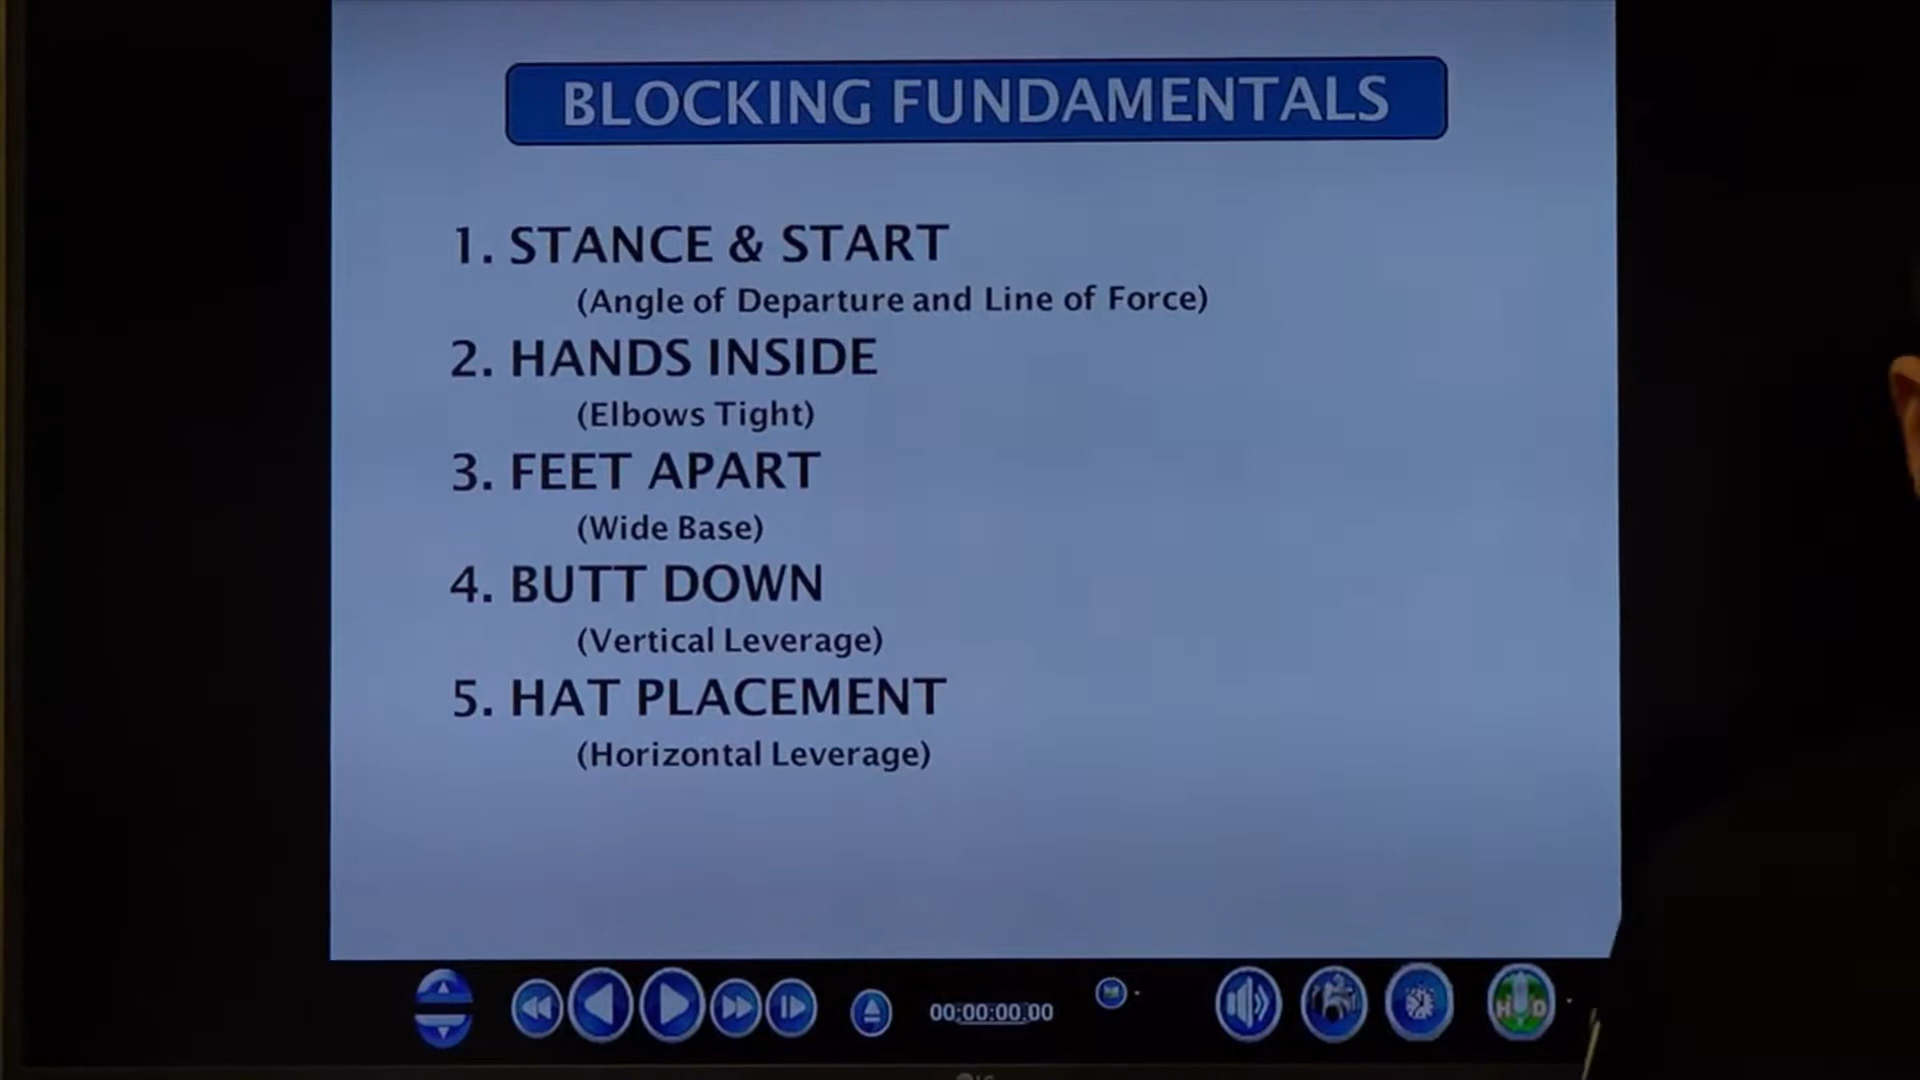 BLOCKING FUNDAMENTALS
1. STANCE & START
(Angle of Departure and Line of Force)
2. HANDS INSIDE
(Elbows Tight)
3. FEET APART
(Wide Base)
4. BUTT DOWN
(Vertical Leverage)
5. HAT PLACEMENT
(Horizontal Leverage)
00:00:00.00
HD